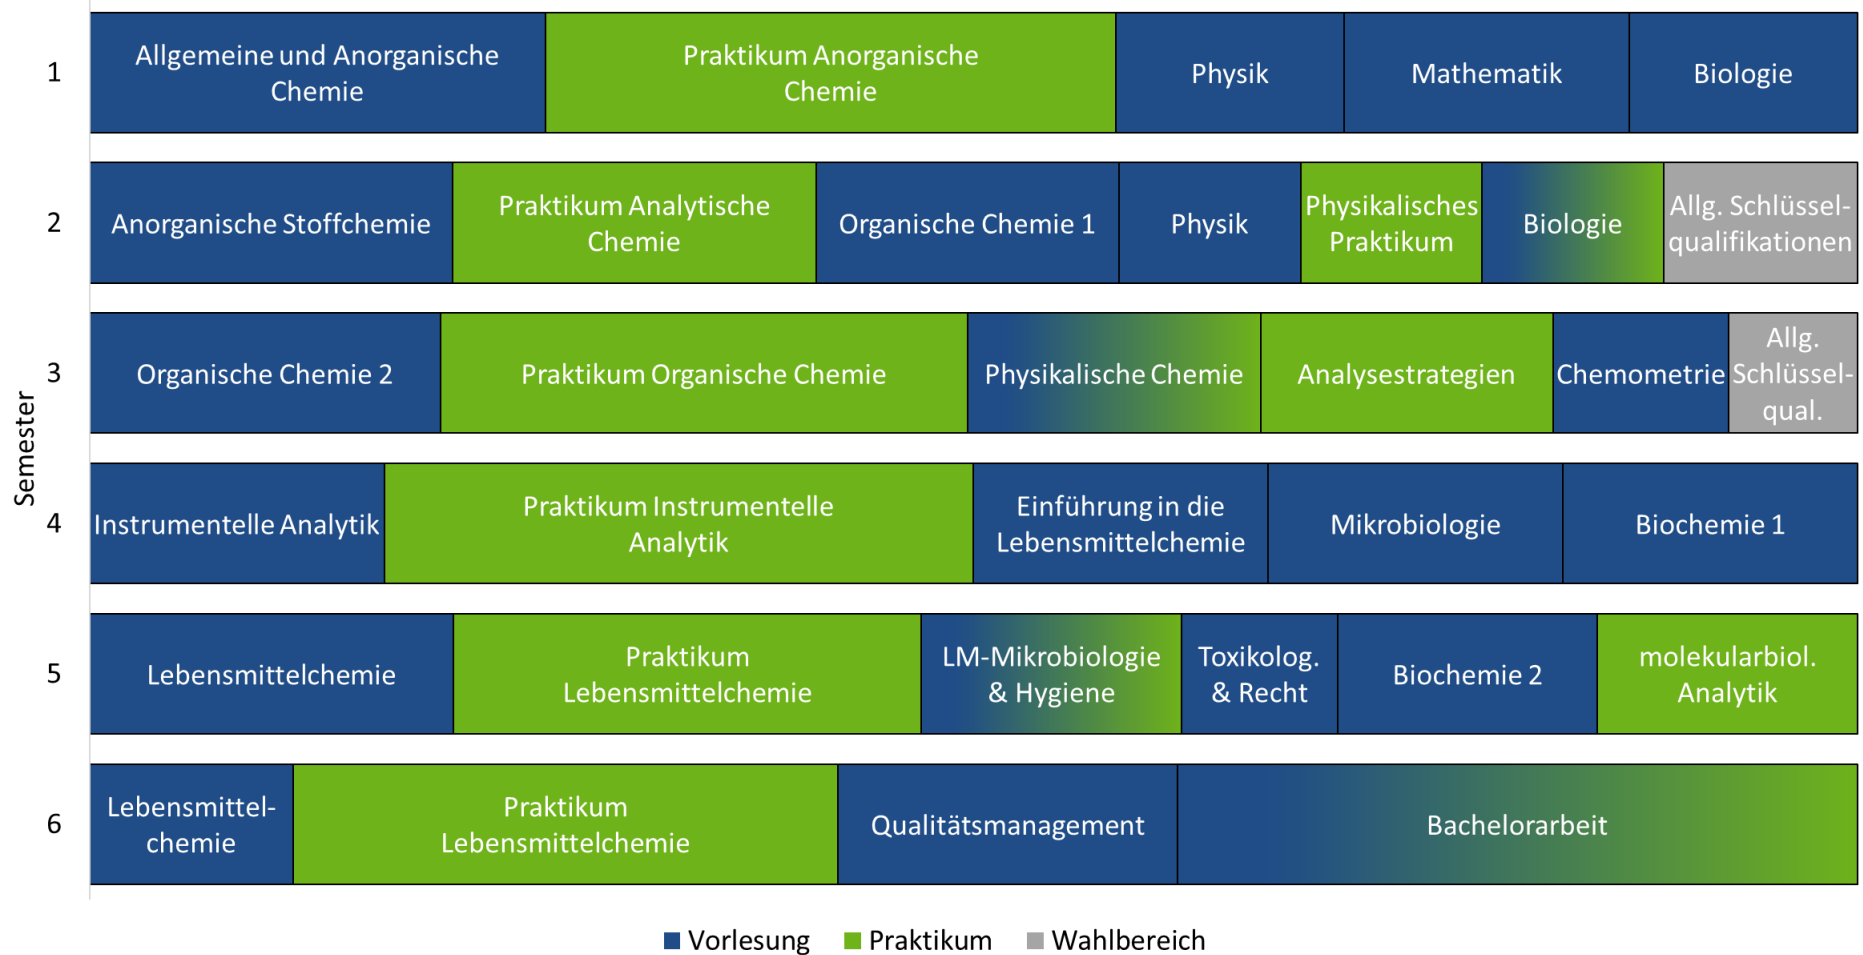 Semester
1
Allgemeine und Anorganische
Chemie
Praktikum Anorganische
Chemie
Physik
Mathematik
Biologie
2
Anorganische Stoffchemie
Praktikum Analytische
Chemie
Organische Chemie 1
Physik
Physikalisches
Praktikum
Biologie
Allg. Schlüssel-
qualifikationen
3
Organische Chemie 2
Praktikum Organische Chemie
Physikalische Chemie
Analysestrategien
Chemometrie
Allg.
Schlüssel-
qual.
4
Instrumentelle Analytik
Praktikum Instrumentelle
Analytik
Einführung in die
Lebensmittelchemie
Mikrobiologie
Biochemie 1
5
Lebensmittelchemie
Praktikum
Lebensmittelchemie
LM-Mikrobiologie
& Hygiene
Toxikolog.
& Recht
Biochemie 2
molekularbiol.
Analytik
6
Lebensmittel-
chemie
Praktikum
Lebensmittelchemie
Qualitätsmanagement
Bachelorarbeit
Vorlesung
Praktikum
Wahlbereich